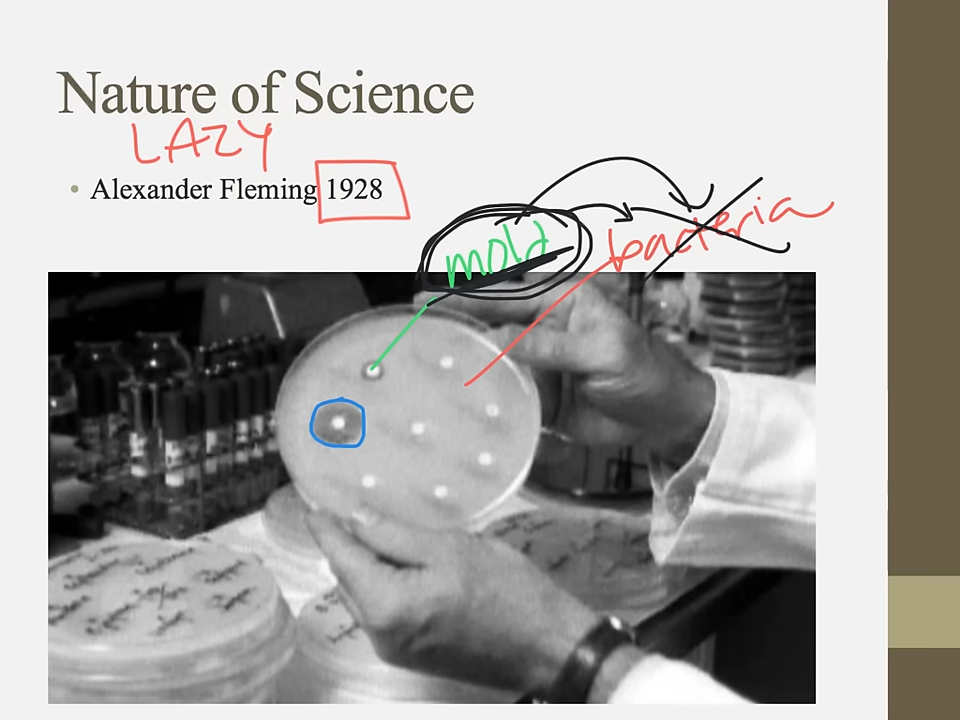 Nature of Science
LAZY
• Alexander Fleming 1928
mold bacteria